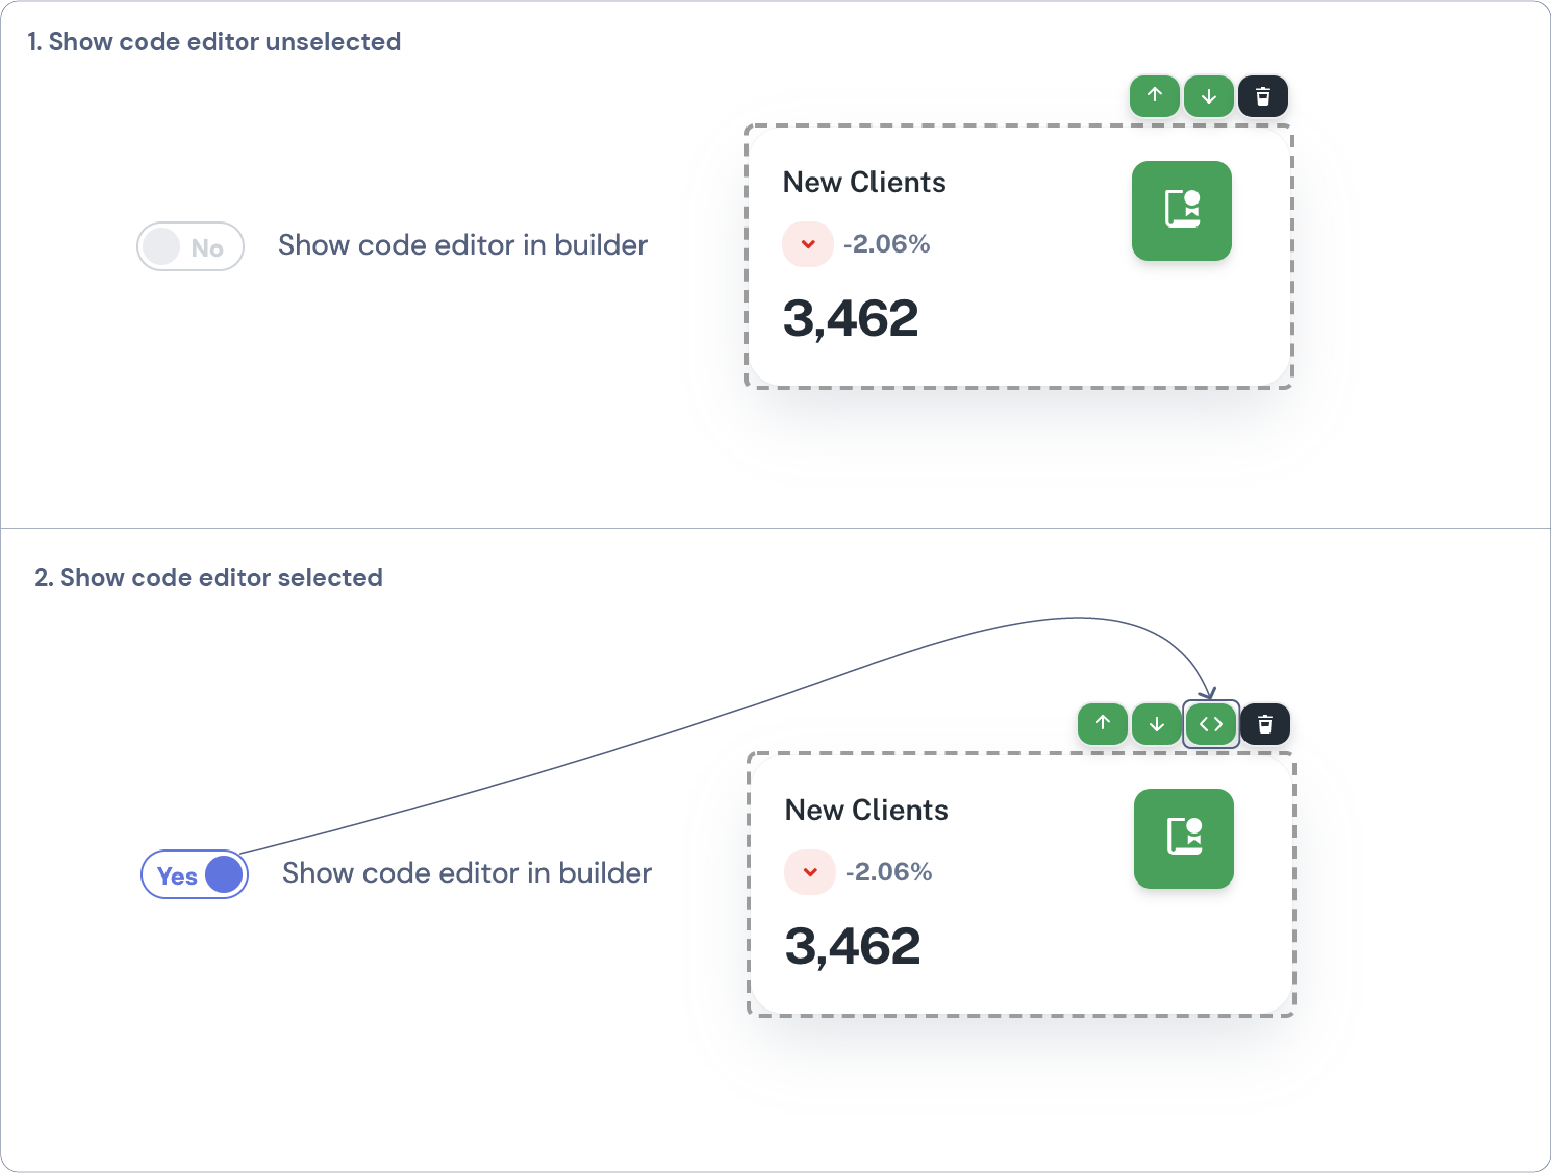 1. Show code editor unselected
New Clients
No
Show code editor in builder
-2.06%
3,462
2. Show code editor selected
New Clients
Yes
Show code editor in builder
-2.06%
3,462